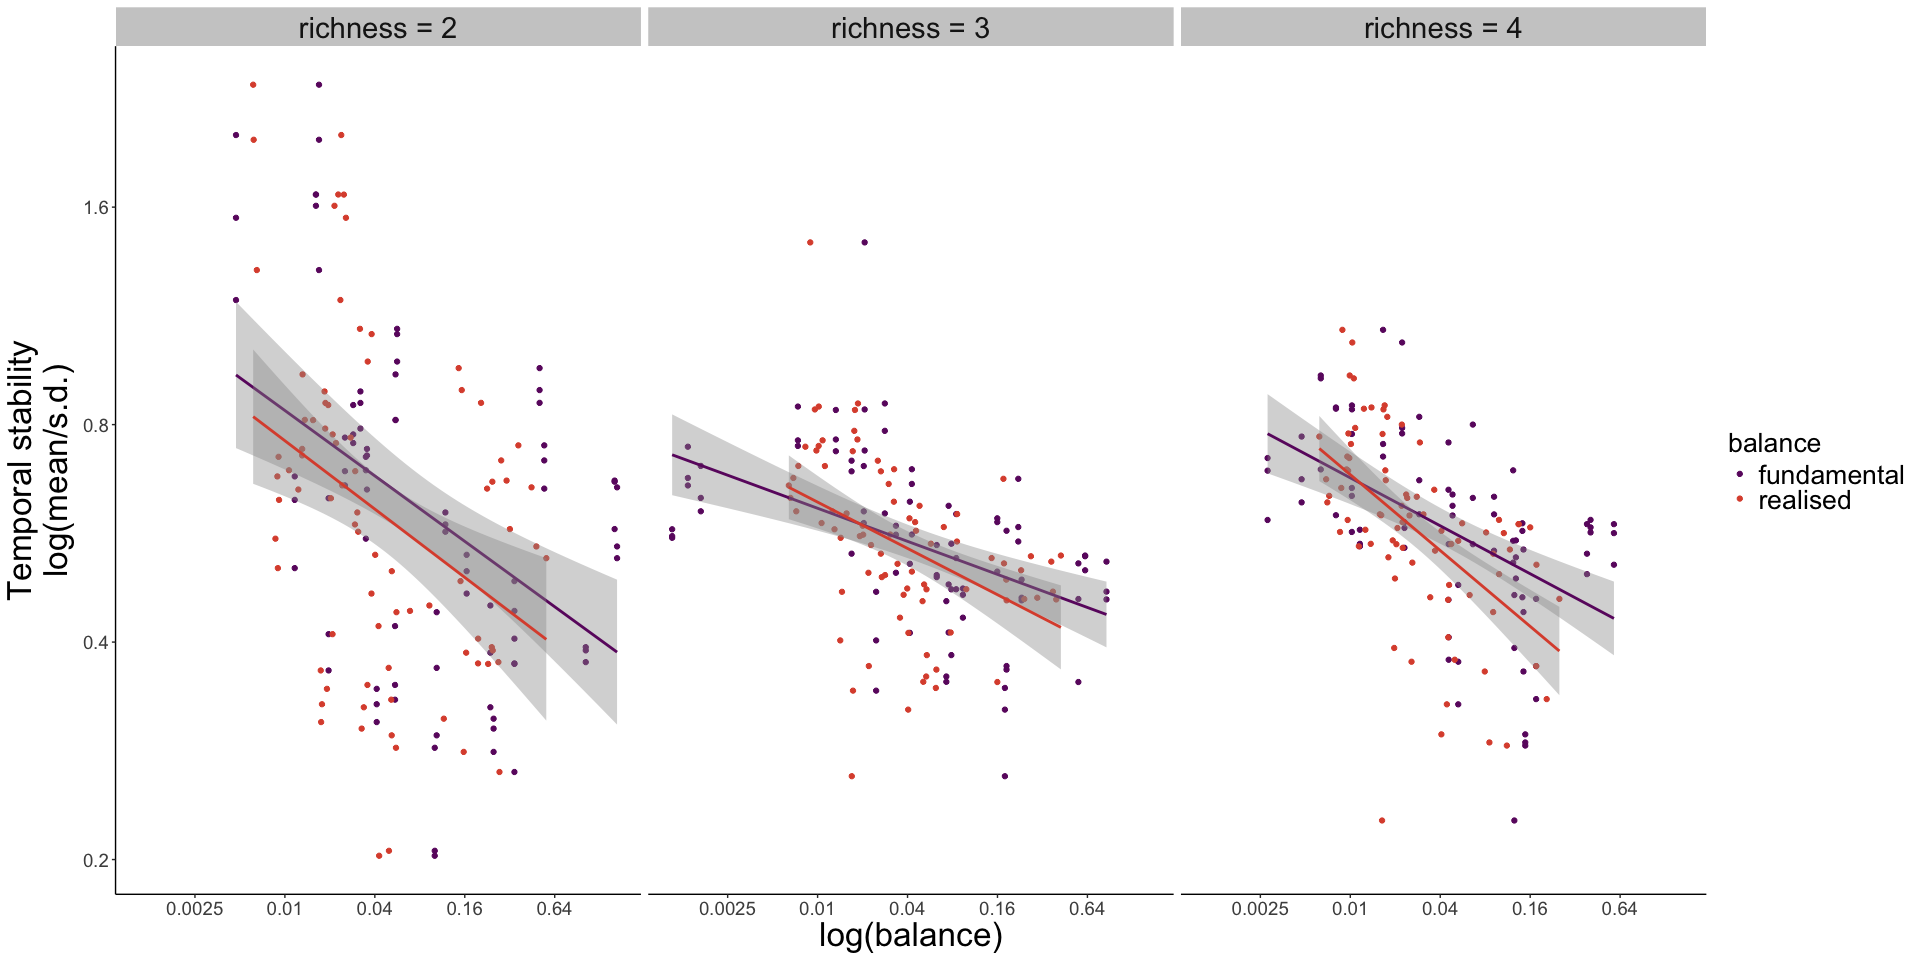 richness = 2
richness = 3
richness = 4
Temporal stability
log(mean/s.d.)
1.6
0.8
0.4
0.2
0.0025 0.01 0.04 0.16 0.64
0.0025 0.01 0.04 0.16 0.64
0.0025 0.01 0.04 0.16 0.64
log(balance)
balance
fundamental
realised